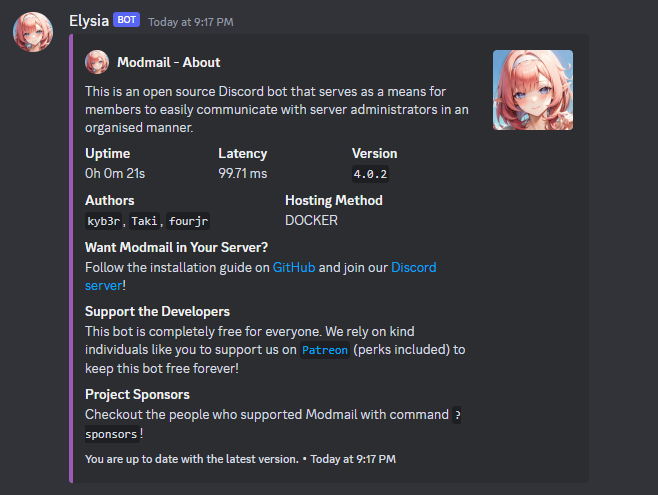 Elysia BOT Today at 9:17 PM
Modmail - About
This is an open source Discord bot that serves as a means for
members to easily communicate with server administrators in an
organised manner.
Uptime Latency Version
0h 0m 21s 99.71 ms 4.0.2
Authors Hosting Method
kyb3r, Taki, fourjr DOCKER
Want Modmail in Your Server?
Follow the installation guide on GitHub and join our Discord
server!
Support the Developers
This bot is completely free for everyone. We rely on kind
individuals like you to support us on Patreon (perks included) to
keep this bot free forever!
Project Sponsors
Checkout the people who supported Modmail with command ?
sponsors!
You are up to date with the latest version. • Today at 9:17 PM